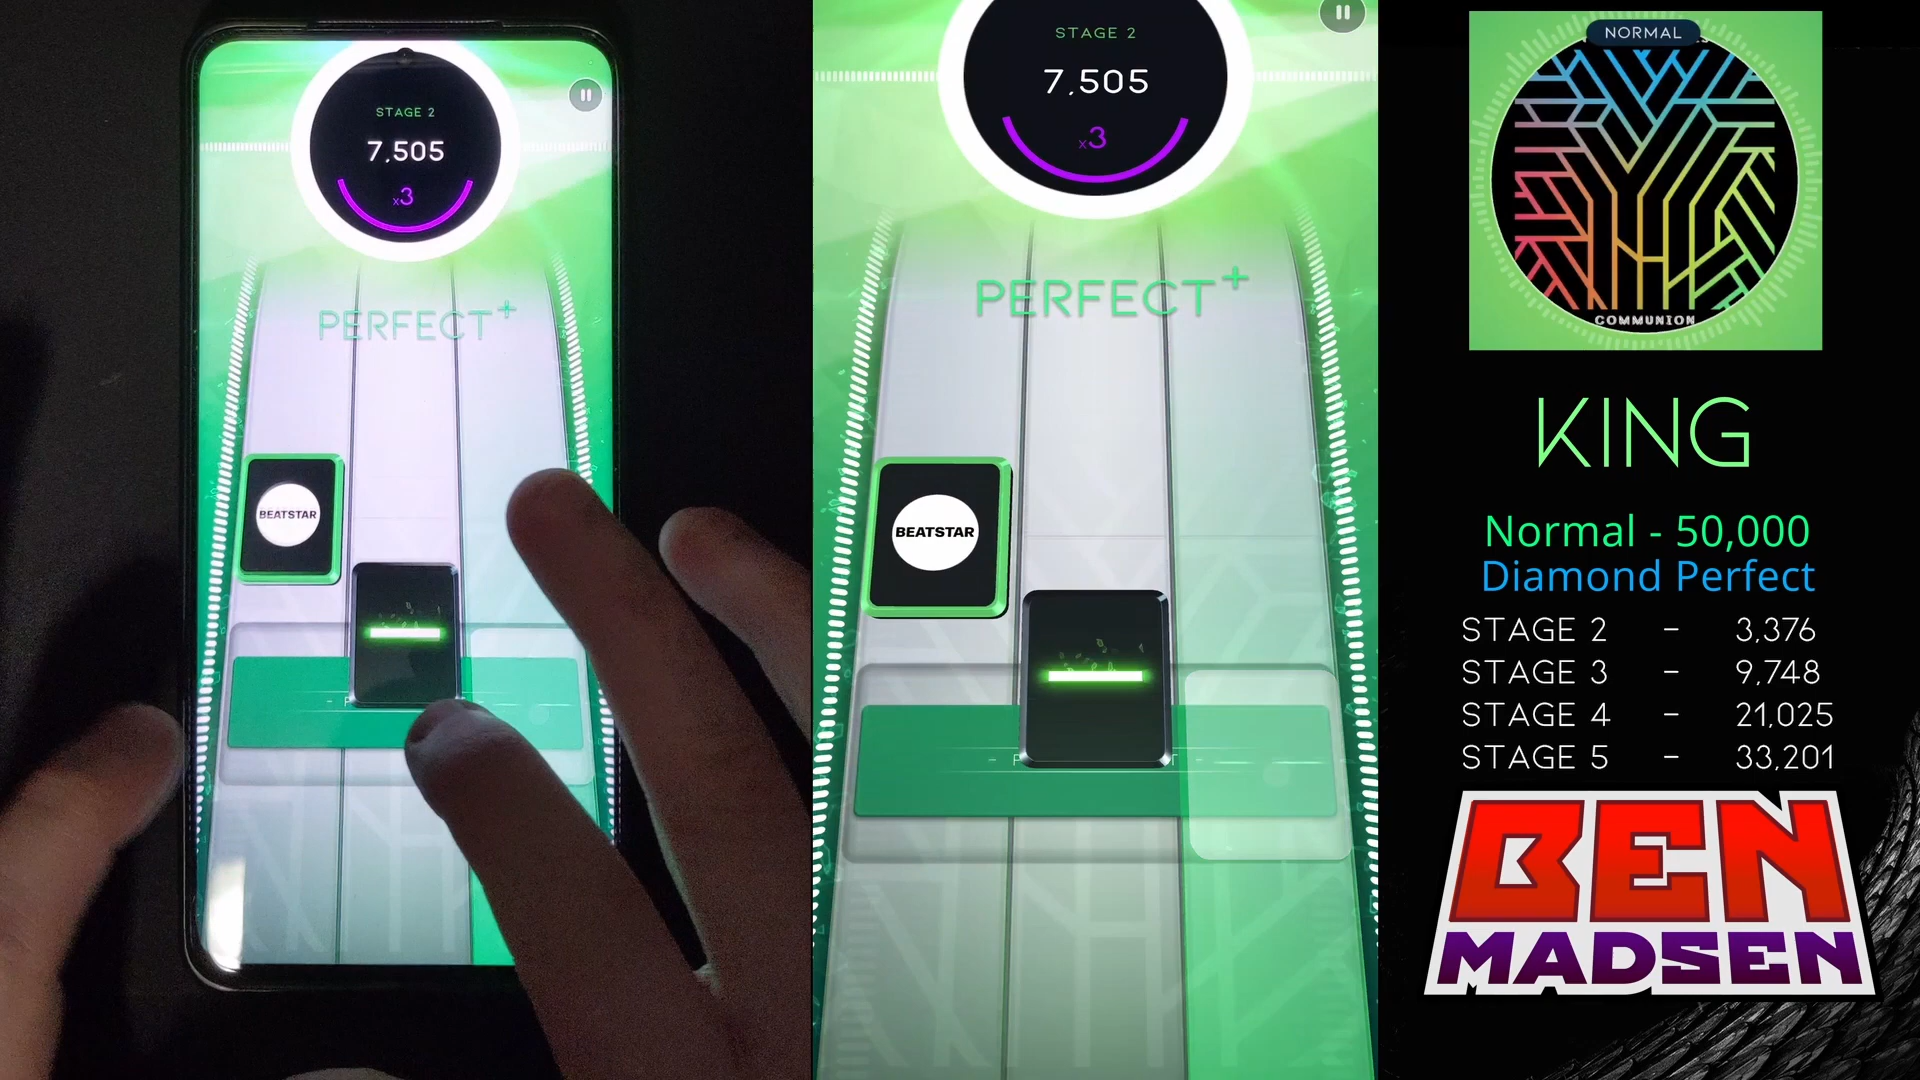 STAGE 2
7,505
x3
PERFECT+
BEATSTAR
STAGE 2
7,505
x3
PERFECT+
BEATSTAR
NORMAL
COMMUNION
KING
Normal - 50,000
Diamond Perfect
STAGE 2 - 3,376
STAGE 3 - 9,748
STAGE 4 - 21,025
STAGE 5 - 33,201
BEN
MADSEN